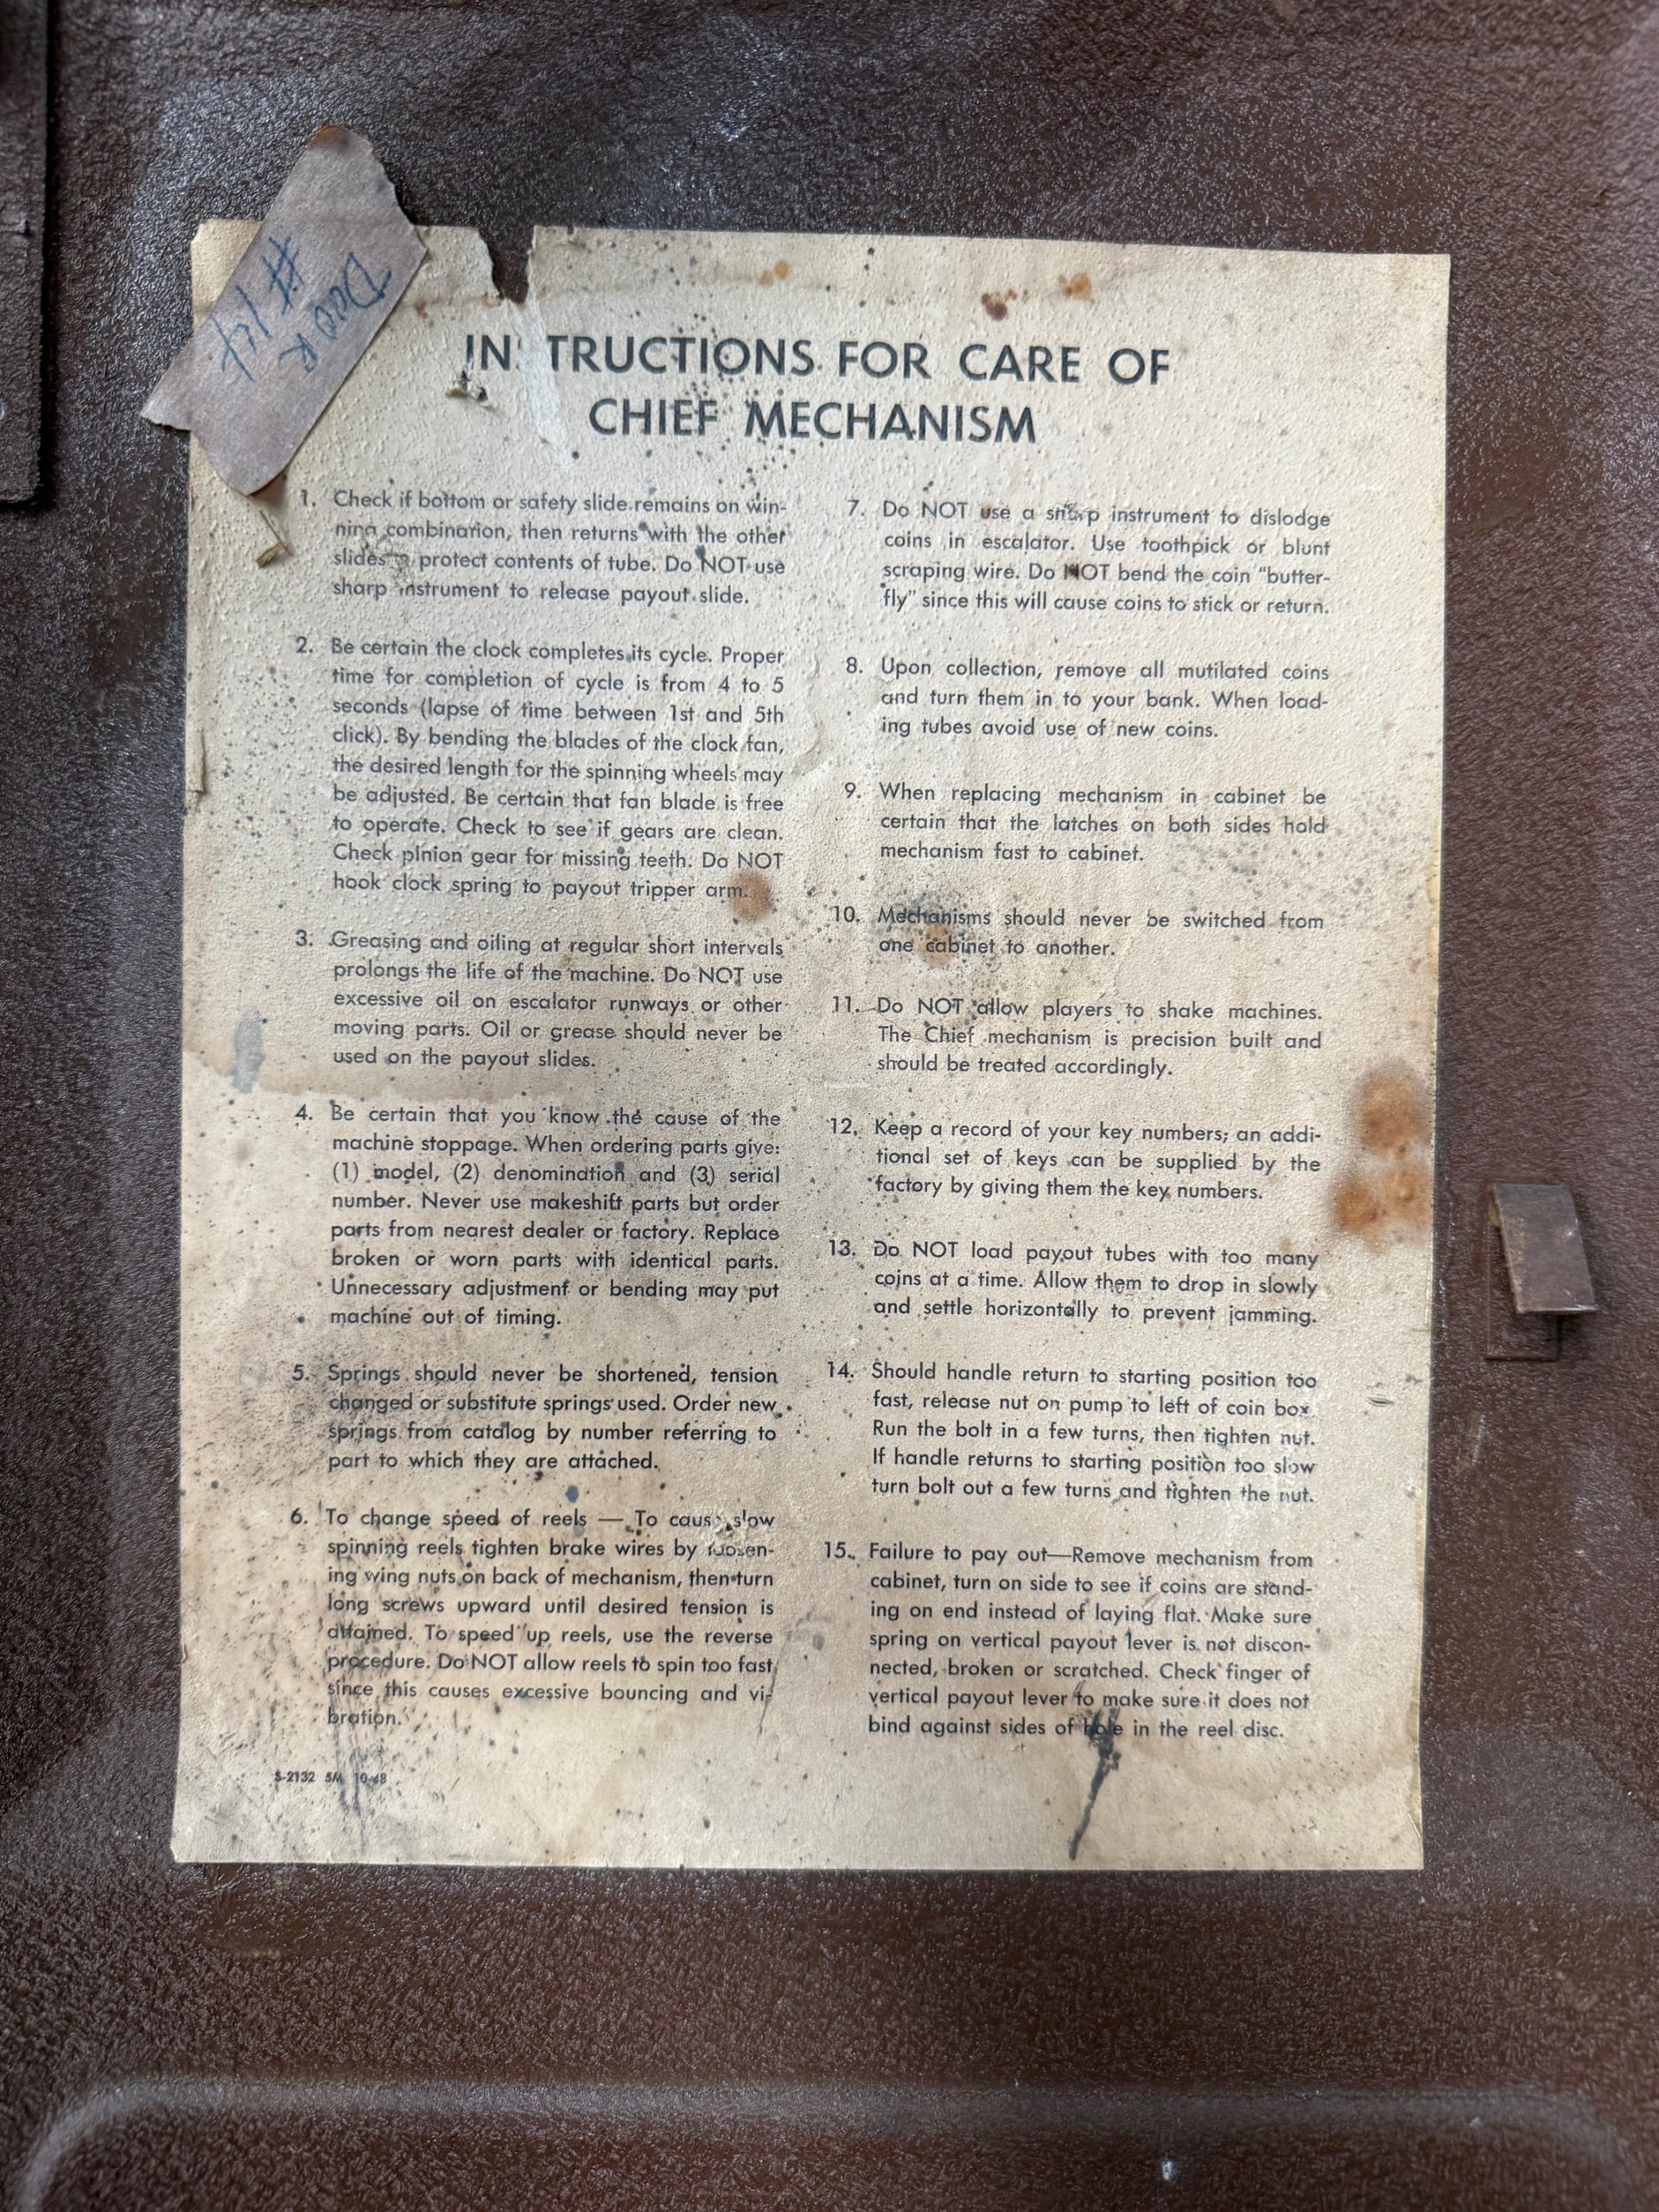 DOOR
#14
INSTRUCTIONS FOR CARE OF
CHIEF MECHANISM
1. Check if bottom or safety slide remains on win-
ning combination, then returns with the other
slides to protect contents of tube. Do NOT use
sharp instrument to release payout slide.
2. Be certain the clock completes its cycle. Proper
time for completion of cycle is from 4 to 5
seconds (lapse of time between 1st and 5th
click). By bending the blades of the clock fan,
the desired length for the spinning wheels may
be adjusted. Be certain that fan blade is free
to operate. Check to see if gears are clean.
Check pinion gear for missing teeth. Do NOT
hook clock spring to payout tripper arm.
3. Greasing and oiling at regular short intervals
prolongs the life of the machine. Do NOT use
excessive oil on escalator runways or other
moving parts. Oil or grease should never be
used on the payout slides.
4. Be certain that you know the cause of the
machine stoppage. When ordering parts give:
(1) model, (2) denomination and (3) serial
number. Never use makeshift parts but order
parts from nearest dealer or factory. Replace
broken or worn parts with identical parts.
Unnecessary adjustment or bending may put
machine out of timing.
5. Springs should never be shortened, tension
changed or substitute springs used. Order new
springs from catalog by number referring to
part to which they are attached.
6. To change speed of reels — To cause slow
spinning reels tighten brake wires by loosen-
ing wing nuts on back of mechanism, then turn
long screws upward until desired tension is
attained. To speed up reels, use the reverse
procedure. Do NOT allow reels to spin too fast
since this causes excessive bouncing and vi-
bration.
S-2132 5M 10-48
7. Do NOT use a sharp instrument to dislodge
coins in escalator. Use toothpick or blunt
scraping wire. Do NOT bend the coin "butter-
fly" since this will cause coins to stick or return.
8. Upon collection, remove all mutilated coins
and turn them in to your bank. When load-
ing tubes avoid use of new coins.
9. When replacing mechanism in cabinet be
certain that the latches on both sides hold
mechanism fast to cabinet.
10. Mechanisms should never be switched from
one cabinet to another.
11. Do NOT allow players to shake machines.
The Chief mechanism is precision built and
should be treated accordingly.
12. Keep a record of your key numbers; an addi-
tional set of keys can be supplied by the
factory by giving them the key numbers.
13. Do NOT load payout tubes with too many
coins at a time. Allow them to drop in slowly
and settle horizontally to prevent jamming.
14. Should handle return to starting position too
fast, release nut on pump to left of coin box.
Run the bolt in a few turns, then tighten nut.
If handle returns to starting position too slow
turn bolt out a few turns and tighten the nut.
15. Failure to pay out—Remove mechanism from
cabinet, turn on side to see if coins are stand-
ing on end instead of laying flat. Make sure
spring on vertical payout lever is not discon-
nected, broken or scratched. Check finger of
vertical payout lever to make sure it does not
bind against sides of hole in the reel disc.